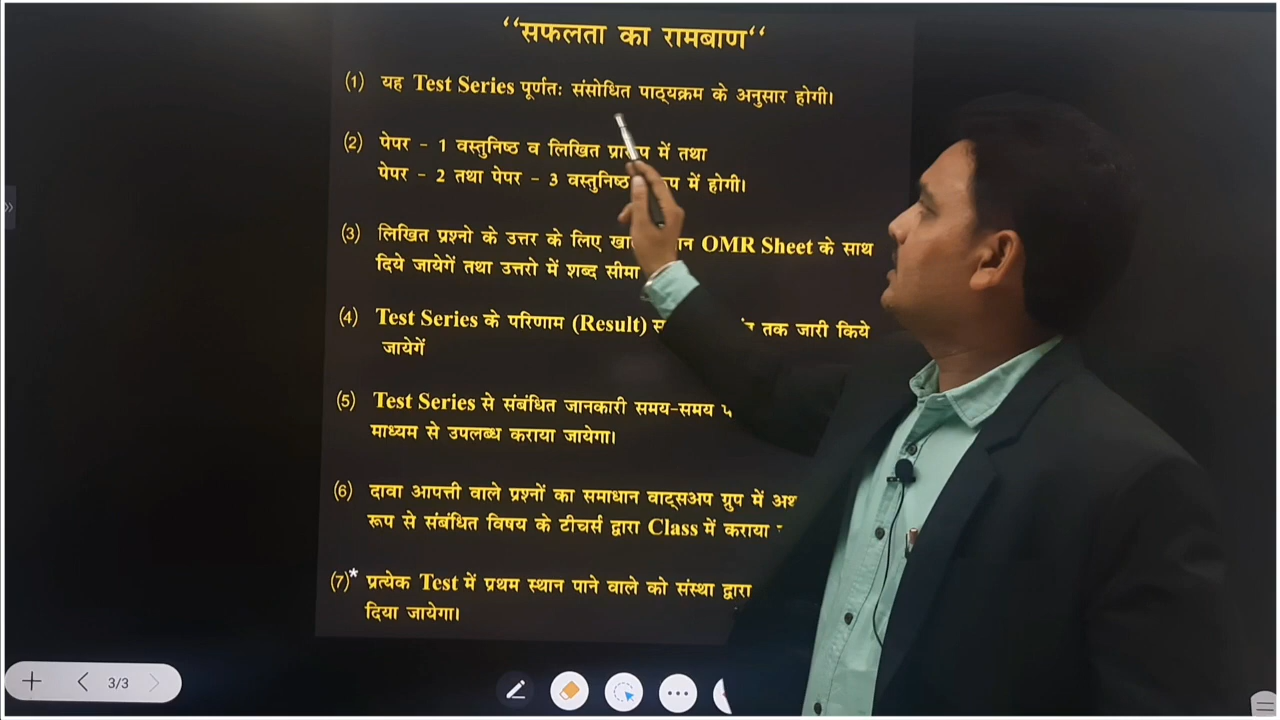 ‘‘सफलता का रामबाण‘‘
(1) यह Test Series पूर्णतः संसोधित पाठ्यक्रम के अनुसार होगी।
(2) पेपर - 1 वस्तुनिष्ठ व लिखित में तथा
पेपर - 2 तथा पेपर - 3 वस्तुनिष्ठ में होगी।
(3) लिखित प्रश्नो के उत्तर के लिए OMR Sheet के साथ
दिये जायेगें तथा उत्तरो में शब्द सीमा
(4) Test Series के परिणाम (Result) तक जारी किये
जायेगें
(5) Test Series से संबंधित जानकारी समय-समय
माध्यम से उपलब्ध कराया जायेगा।
(6) दावा आपत्ती वाले प्रश्नों का समाधान वाट्सअप ग्रुप में
रूप से संबंधित विषय के टीचर्स द्वारा Class में कराया
(7)* प्रत्येक Test में प्रथम स्थान पाने वाले को संस्था द्वारा
दिया जायेगा।
3/3